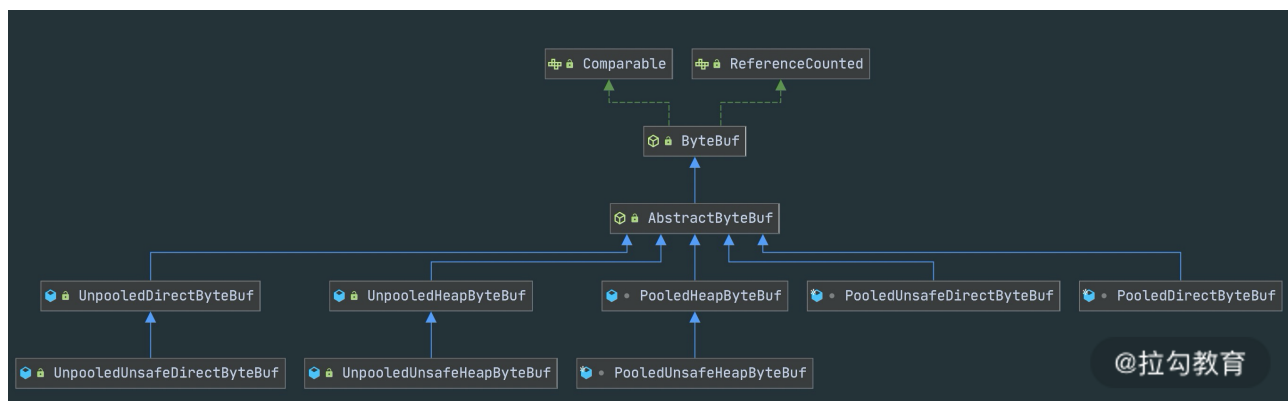 Comparable
ReferenceCounted
ByteBuf
AbstractByteBuf
UnpooledDirectByteBuf
UnpooledHeapByteBuf
PooledHeapByteBuf
PooledUnsafeDirectByteBuf
PooledDirectByteBuf
UnpooledUnsafeDirectByteBuf
UnpooledUnsafeHeapByteBuf
PooledUnsafeHeapByteBuf
@拉勾教育